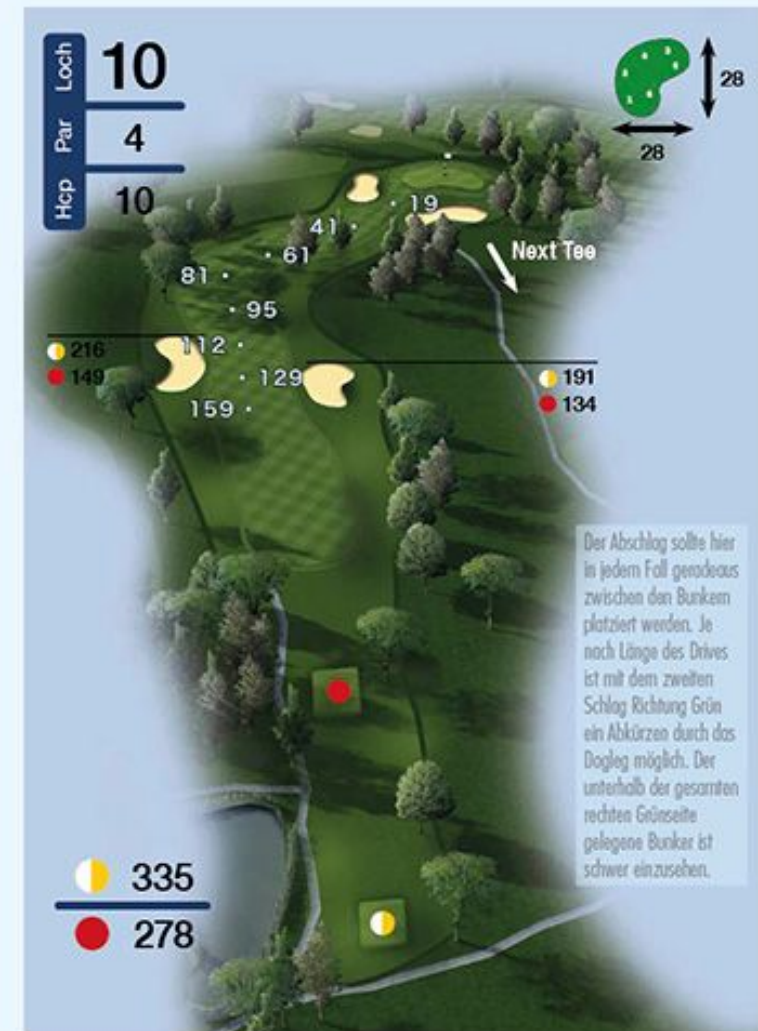 Loch 10
Par 4
Hcp 10
28
28
19
41
61
Next Tee
81
95
216
112
149
129
191
134
159
Der Abschlag sollte hier
in jedem Fall geradeaus
zwischen den Bunkern
platziert werden. Je
nach Länge des Drives
ist mit dem zweiten
Schlag Richtung Grün
ein Abkürzen durch das
Dogleg möglich. Der
unterhalb der gesamten
rechten Grünseite
gelegene Bunker ist
schwer einzusehen.
335
278